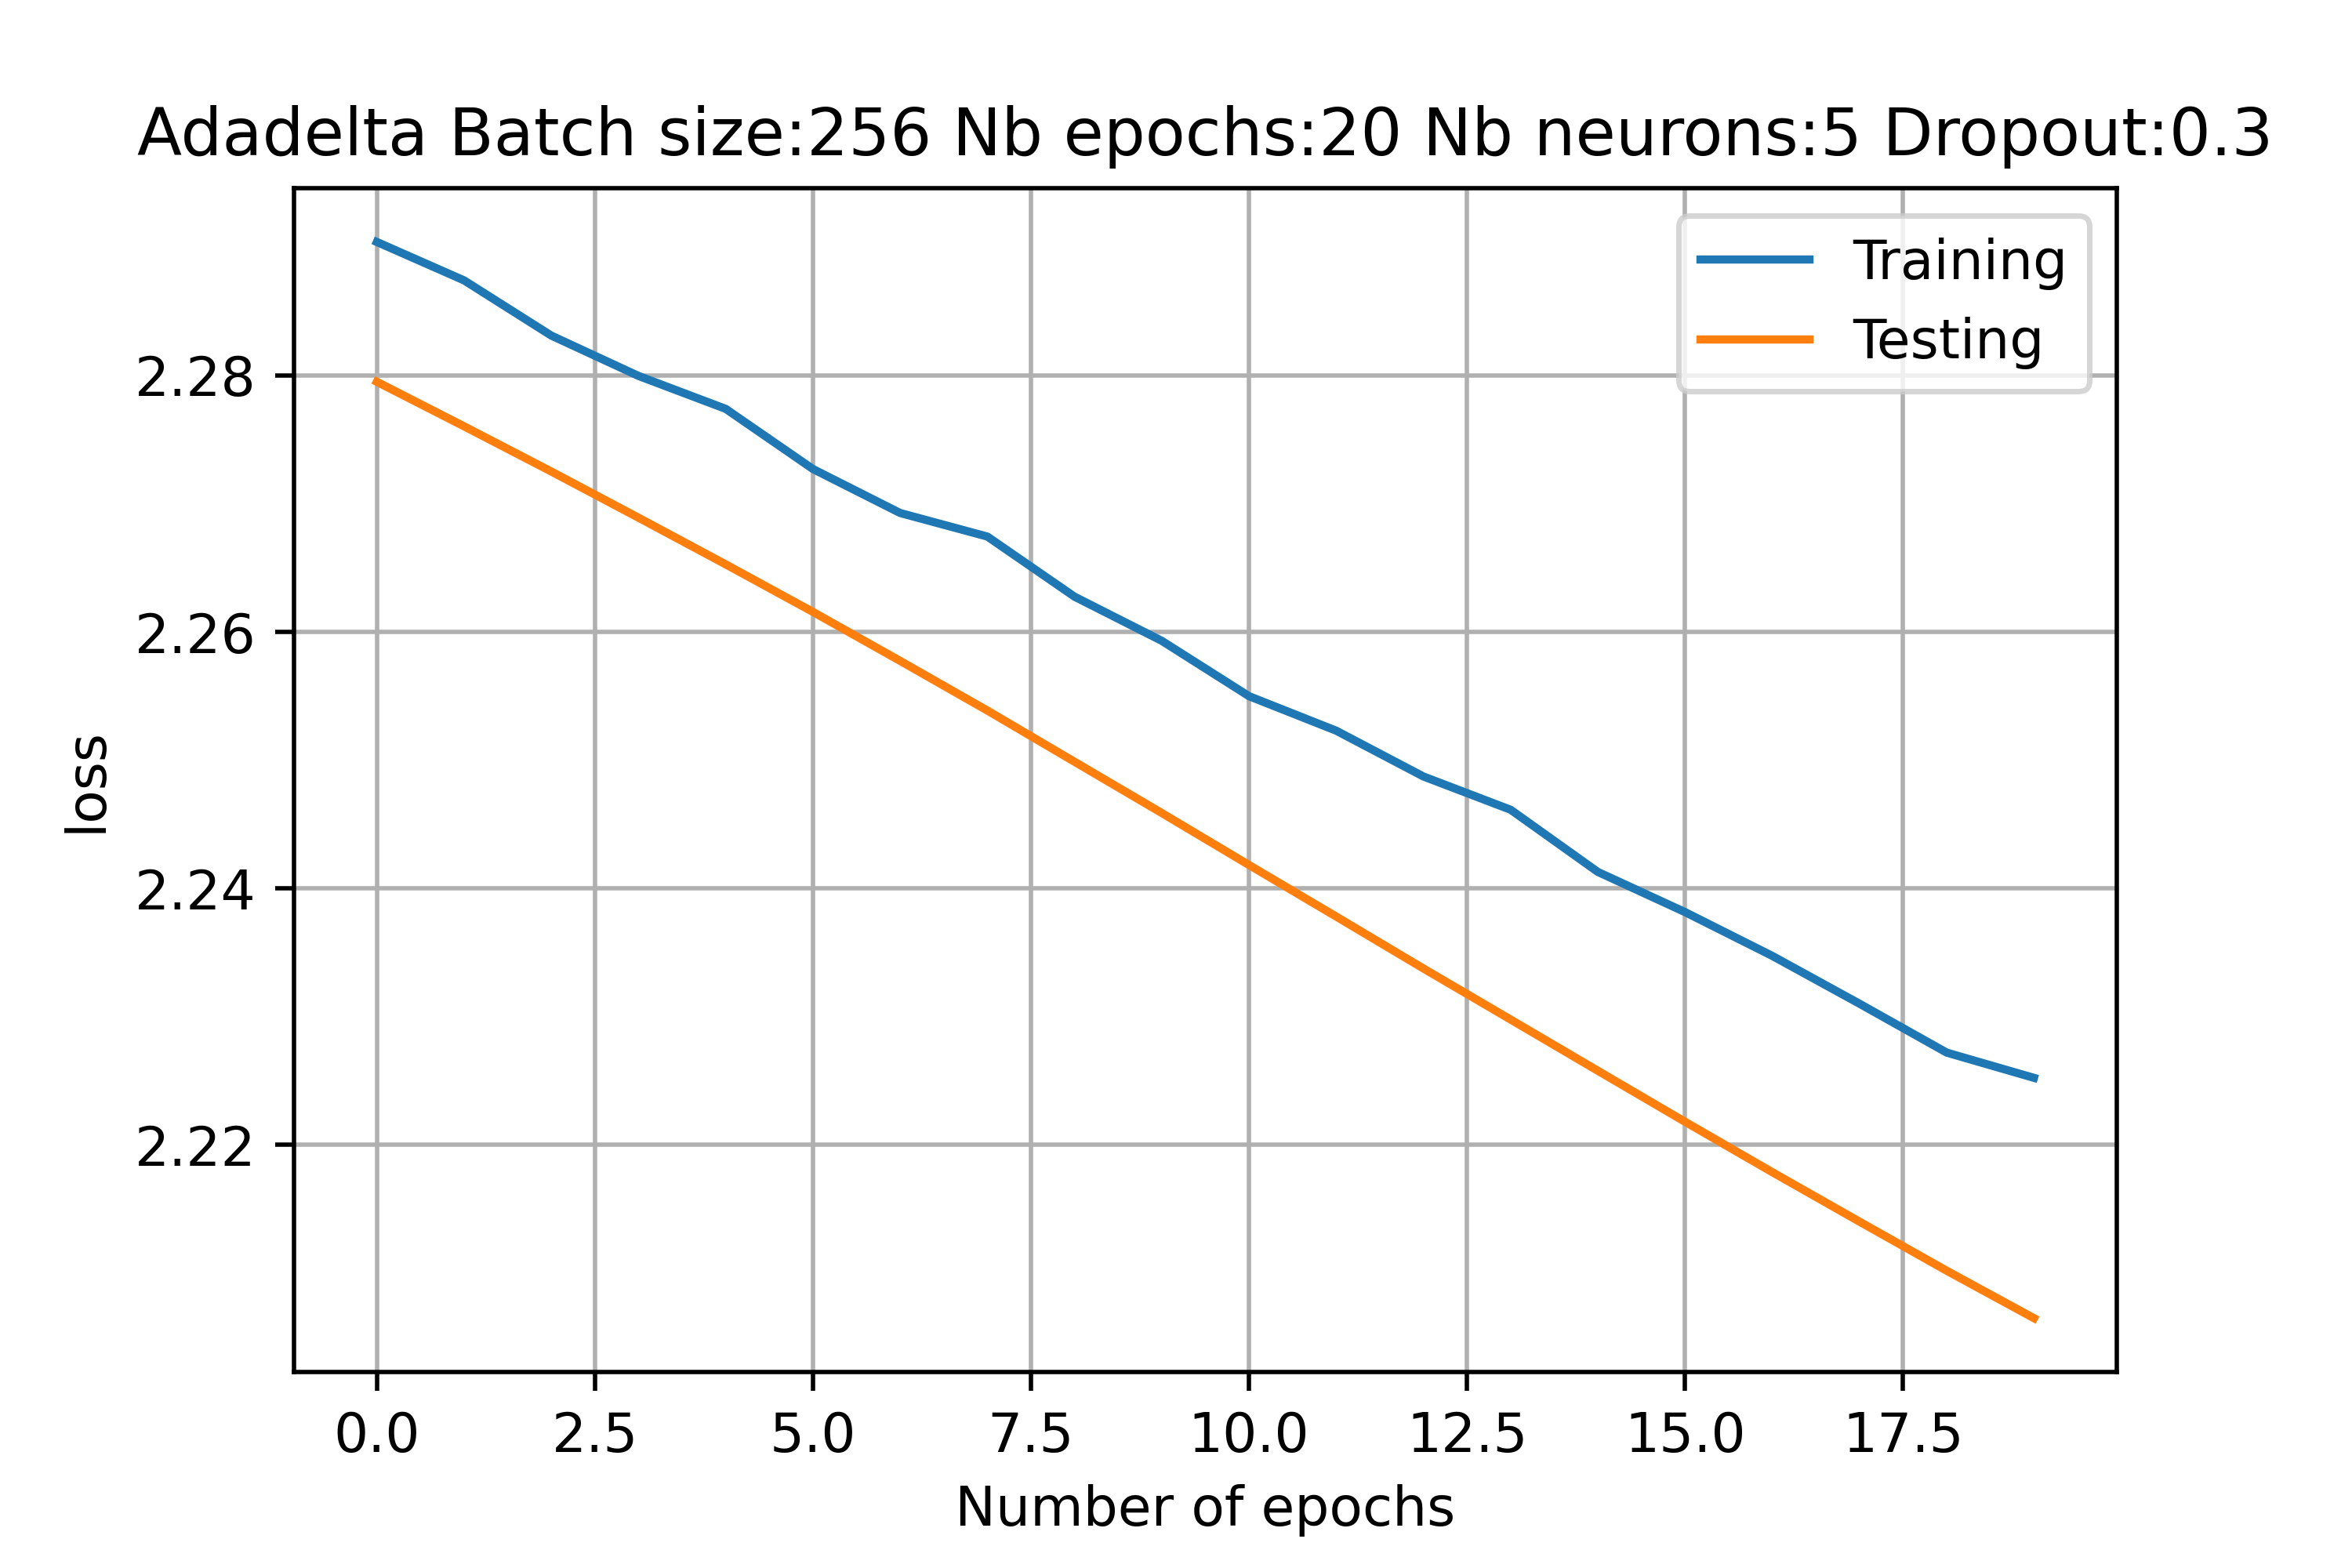 Adadelta Batch size:256 Nb epochs:20 Nb neurons:5 Dropout:0.3
Training
Testing
2.28
2.26
2.24
2.22
loss
0.0 2.5 5.0 7.5 10.0 12.5 15.0 17.5
Number of epochs